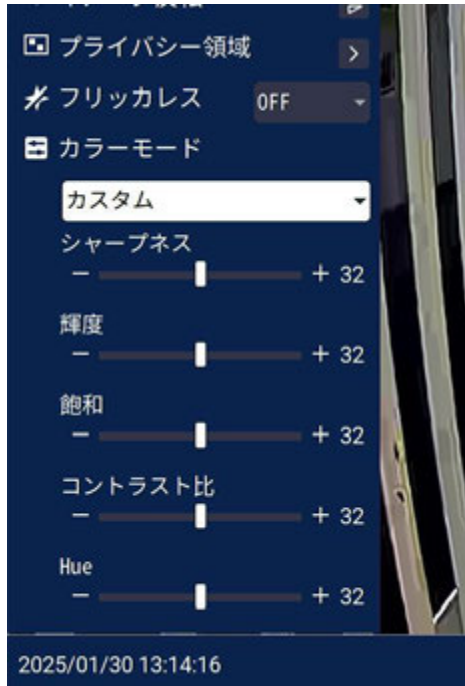 プライバシー領域
フリッカレス OFF
カラーモード
カスタム
シャープネス
− + 32
輝度
− + 32
飽和
− + 32
コントラスト比
− + 32
Hue
− + 32
2025/01/30 13:14:16